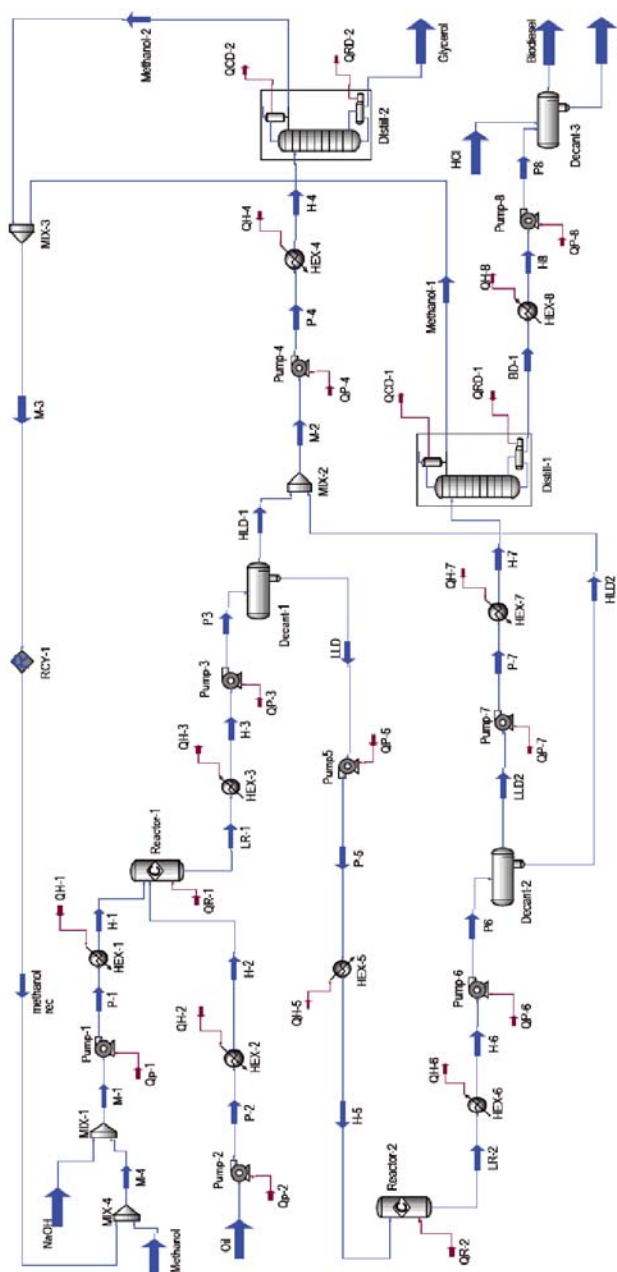 NaOH
MIX-4
Methanol
M-4
MIX-1
M-1
Pump-1
Qp-1
P-1
HEX-1
QH-1
H-1
methanol
rec
RCY-1
M-3
MIX-3
Methanol-2
Oil
Pump-2
Qp-2
P-2
HEX-2
QH-2
H-2
Reactor-1
QR-1
LR-1
HEX-3
QH-3
H-3
Pump-3
QP-3
P3
Decant-1
HLD-1
MIX-2
M-2
Pump-4
QP-4
P-4
HEX-4
QH-4
H-4
QCD-2
QRD-2
Distill-2
Glycerol
LLD
Pump5
QP-5
P-5
HEX-5
QH-5
H-5
Reactor-2
QR-2
LR-2
HEX-6
QH-6
H-6
Pump-6
QP-6
P6
Decant-2
LLD2
HLD2
Pump-7
QP-7
P-7
HEX-7
QH-7
H-7
QCD-1
QRD-1
Distill-1
Methanol-1
BD-1
HEX-8
QH-8
H8
Pump-8
QP-8
P8
HCl
Decant-3
Biodiesel